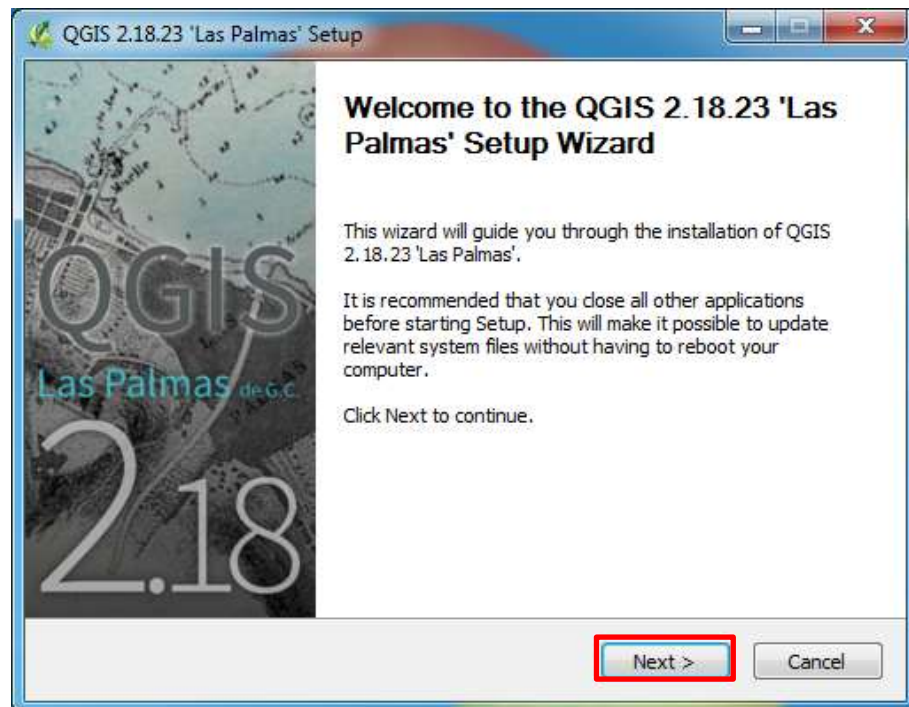 QGIS 2.18.23 'Las Palmas' Setup
Welcome to the QGIS 2.18.23 'Las
Palmas' Setup Wizard
This wizard will guide you through the installation of QGIS
2.18.23 'Las Palmas'.
It is recommended that you close all other applications
before starting Setup. This will make it possible to update
relevant system files without having to reboot your
computer.
Click Next to continue.
QGIS
Las Palmas de G.C.
2.18
Next >
Cancel